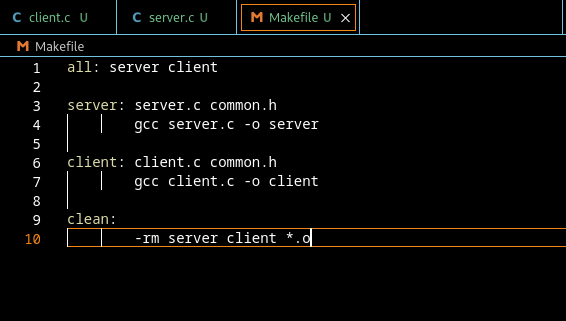 C client.c U C server.c U M Makefile U ×
M Makefile
1 all: server client
2
3 server: server.c common.h
4 gcc server.c -o server
5
6 client: client.c common.h
7 gcc client.c -o client
8
9 clean:
10 -rm server client *.o